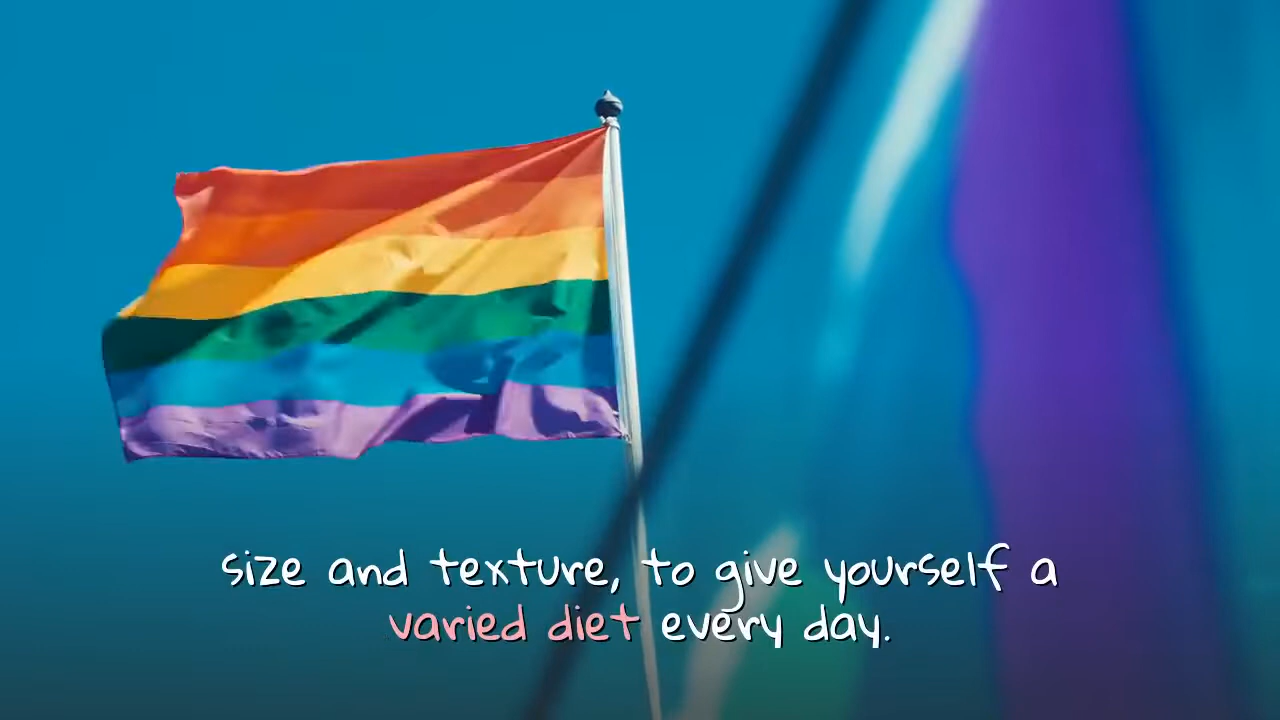 size and texture, to give yourself a
varied diet every day.